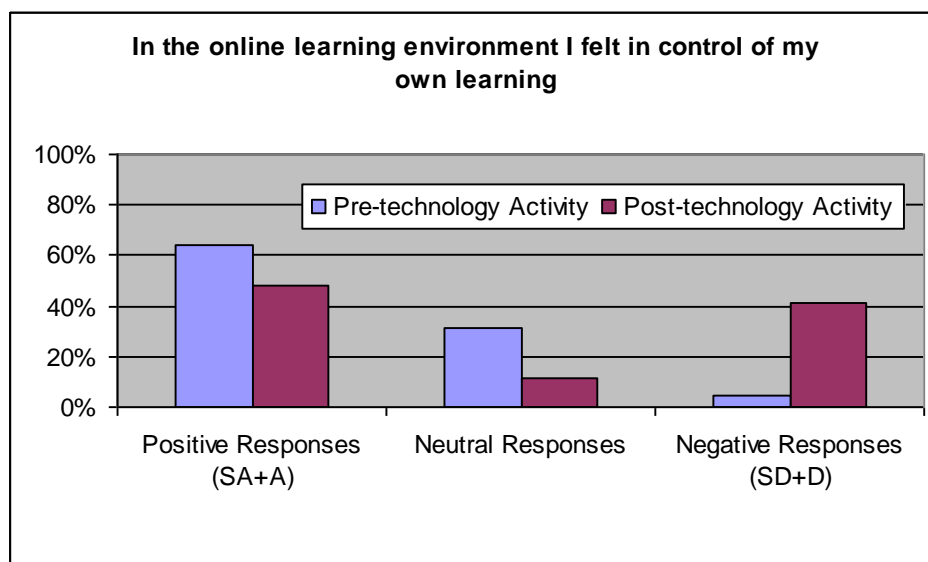 In the online learning environment I felt in control of my
own learning
100%
80%
60%
40%
20%
0%
Pre-technology Activity Post-technology Activity
Positive Responses
(SA+A)
Neutral Responses
Negative Responses
(SD+D)